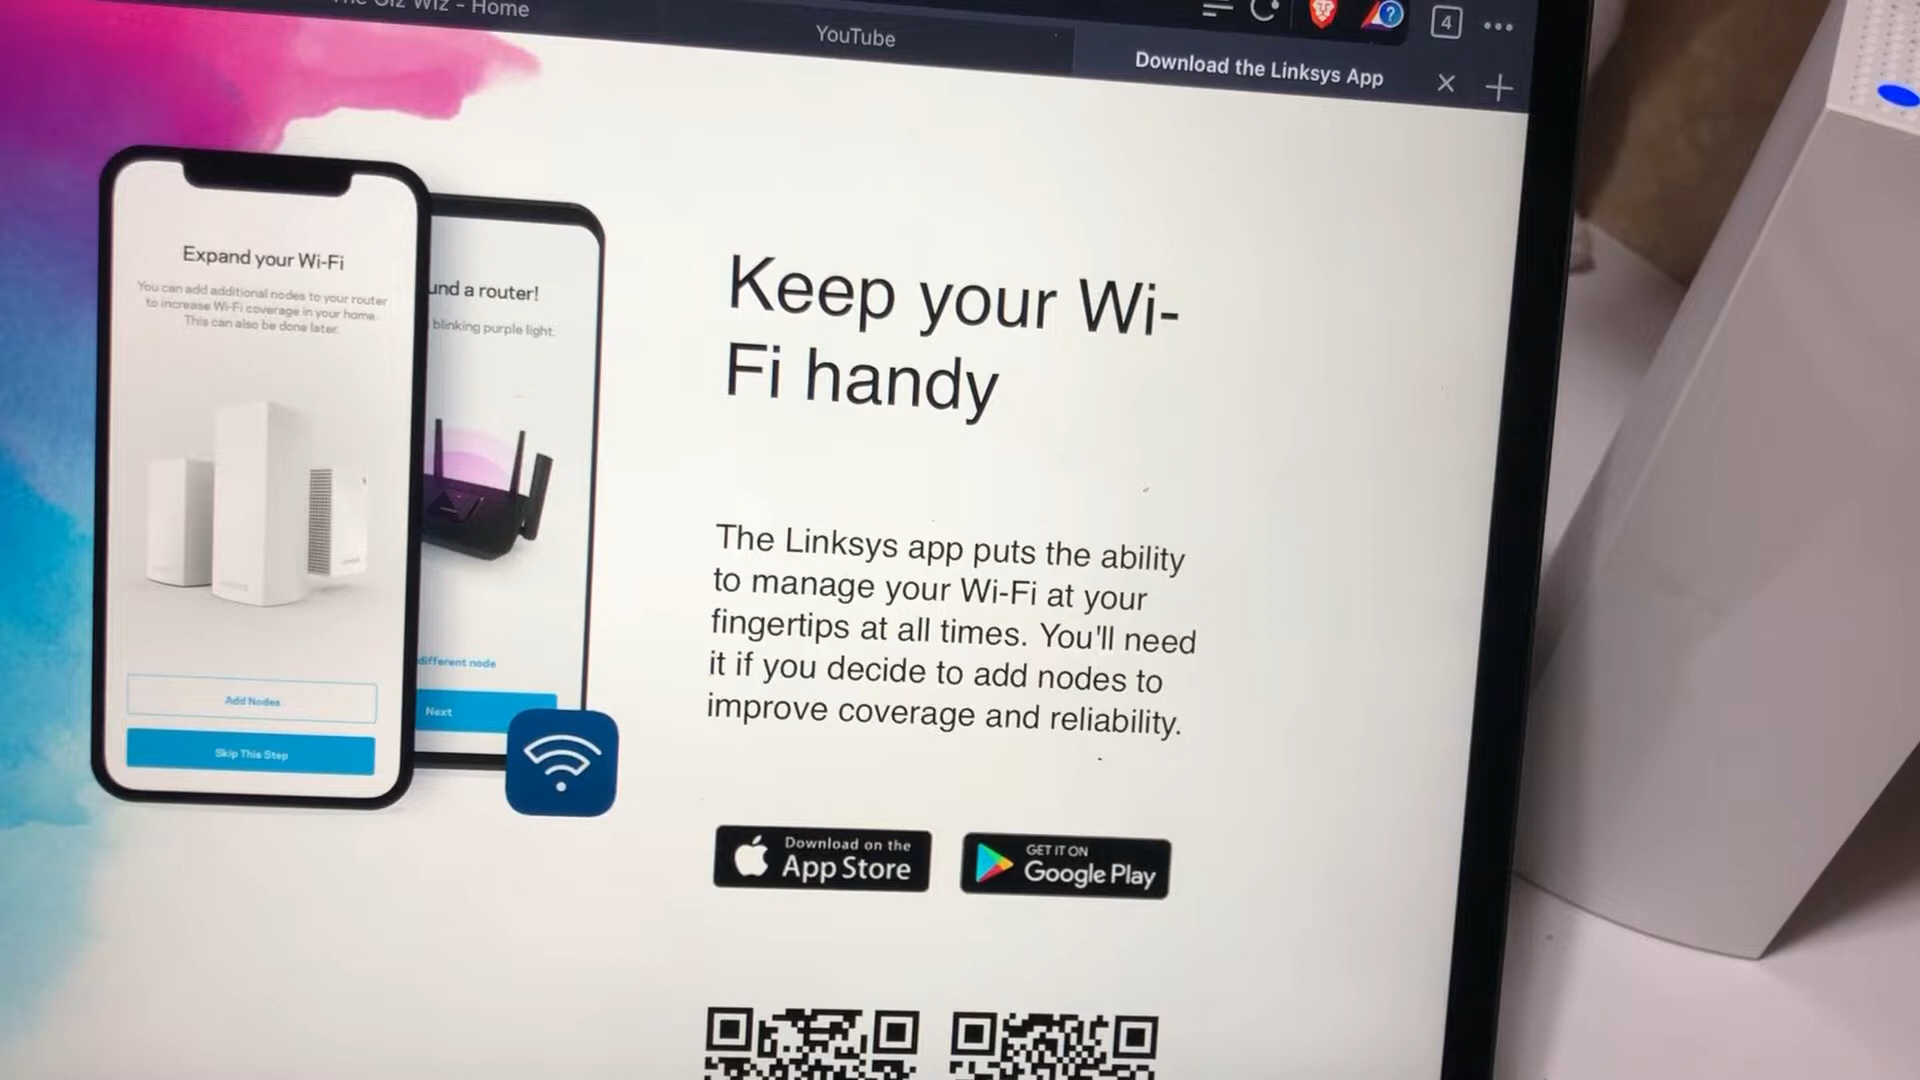 Wiz - Home
YouTube
Download the Linksys App
4
Expand your Wi-Fi
You can add additional nodes to your router
to increase Wi-Fi coverage in your home.
This can also be done later.
Add Nodes
Skip This Step
und a router!
blinking purple light.
different node
Next
Keep your Wi-
Fi handy
The Linksys app puts the ability
to manage your Wi-Fi at your
fingertips at all times. You'll need
it if you decide to add nodes to
improve coverage and reliability.
Download on the
App Store
GET IT ON
Google Play